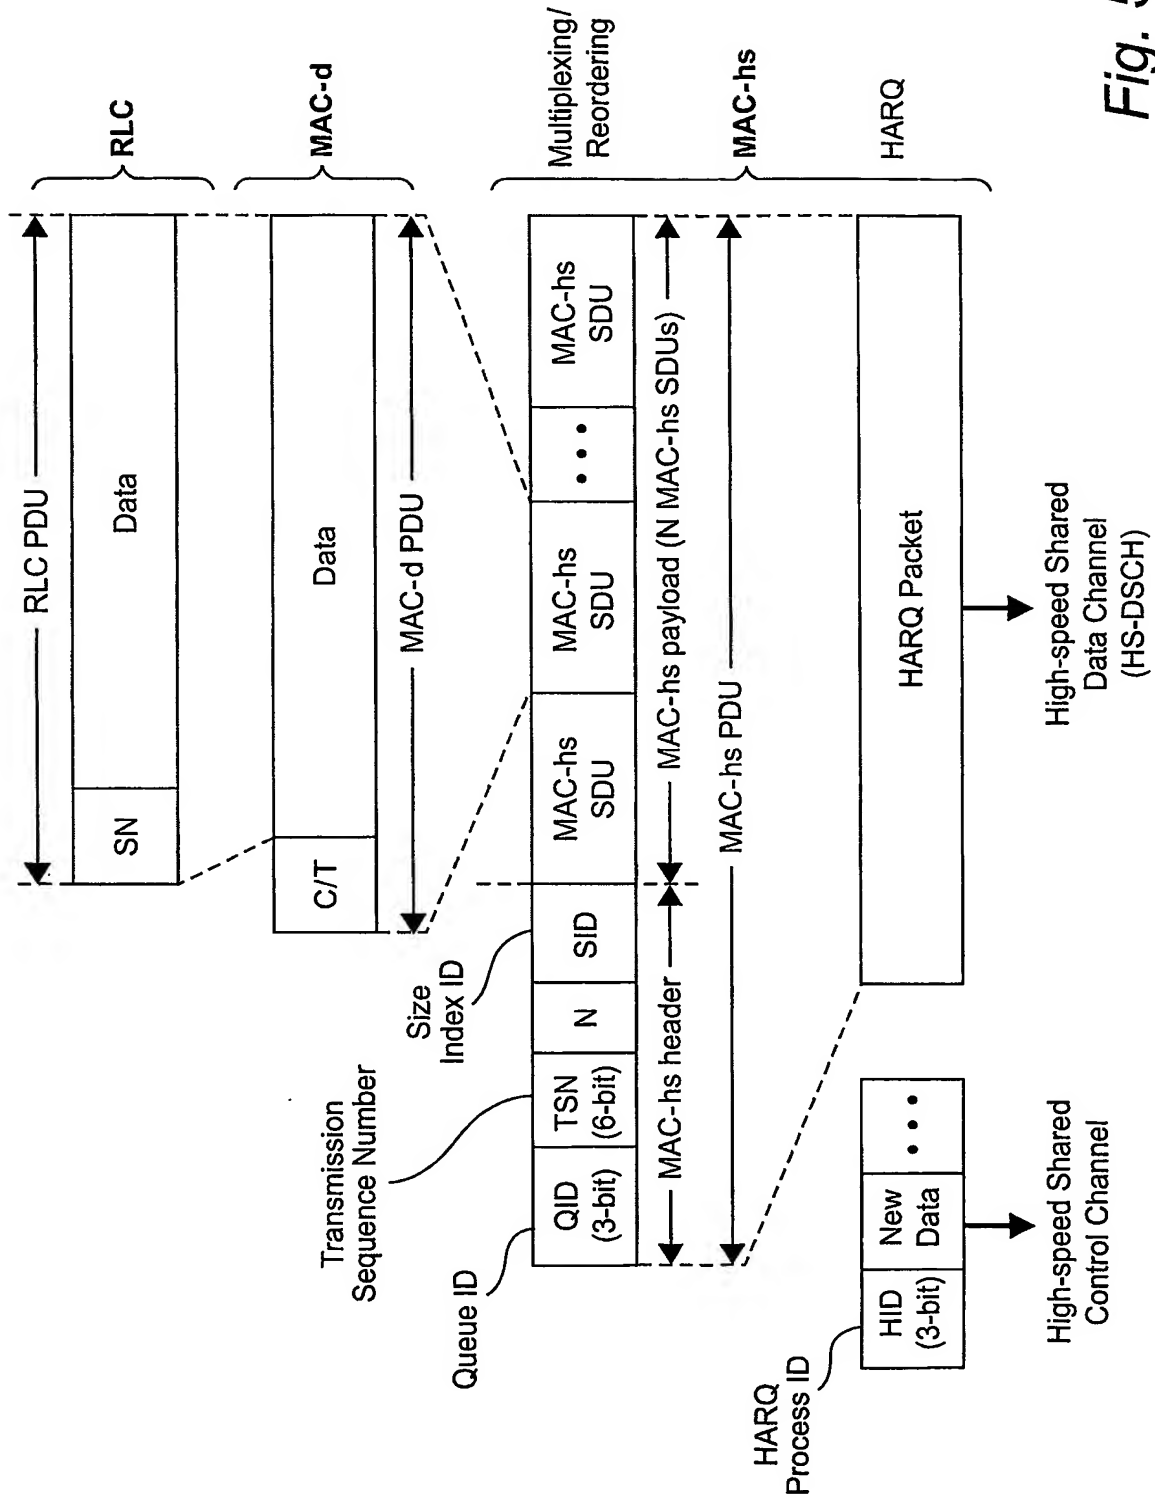 RLC PDU
SN
Data
RLC
C/T
Data
MAC-d
MAC-d PDU
Size
Index ID
Transmission
Sequence Number
Queue ID
QID
(3-bit)
TSN
(6-bit)
N
SID
MAC-hs
SDU
MAC-hs
SDU
• • •
MAC-hs
SDU
Multiplexing/
Reordering
MAC-hs header
MAC-hs payload (N MAC-hs SDUs)
MAC-hs PDU
MAC-hs
HARQ
Process ID
HID
(3-bit)
New
Data
• • •
HARQ Packet
HARQ
High-speed Shared
Control Channel
High-speed Shared
Data Channel
(HS-DSCH)
Fig. 5